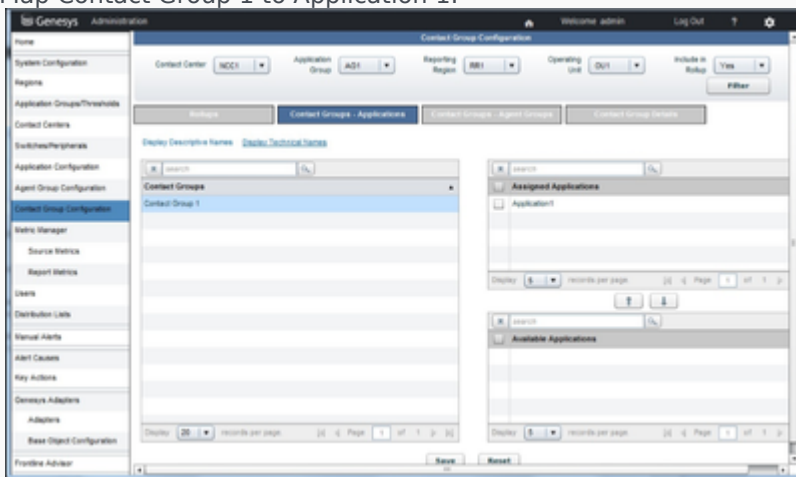 Map Contact Group 1 to Application 1.
Genesys Administration Welcome admin Log Out ?
Contact Group Configuration
Home
System Configuration
Regions
Application Groups/Thresholds
Contact Centers
Switches/Peripherals
Application Configuration
Agent Group Configuration
Contact Group Configuration
Metric Manager
Source Metrics
Report Metrics
Users
Distribution Lists
Manual Alerts
Alert Causes
Key Actions
Genesys Adapters
Adapters
Base Object Configuration
Frontline Advisor
Contact Center NCC1
Application Group AG1
Reporting Region RR1
Operating Unit OU1
Include in Rollup Yes
Filter
Rollups Contact Groups - Applications Contact Groups - Agent Groups Contact Group Details
Display Descriptive Names Display Technical Names
search
Contact Groups
Contact Group 1
Display 20 records per page Page 1 of 1
search
Assigned Applications
Application1
Display 5 records per page Page 1 of 1
search
Available Applications
Display 5 records per page Page 1 of 1
Save Reset